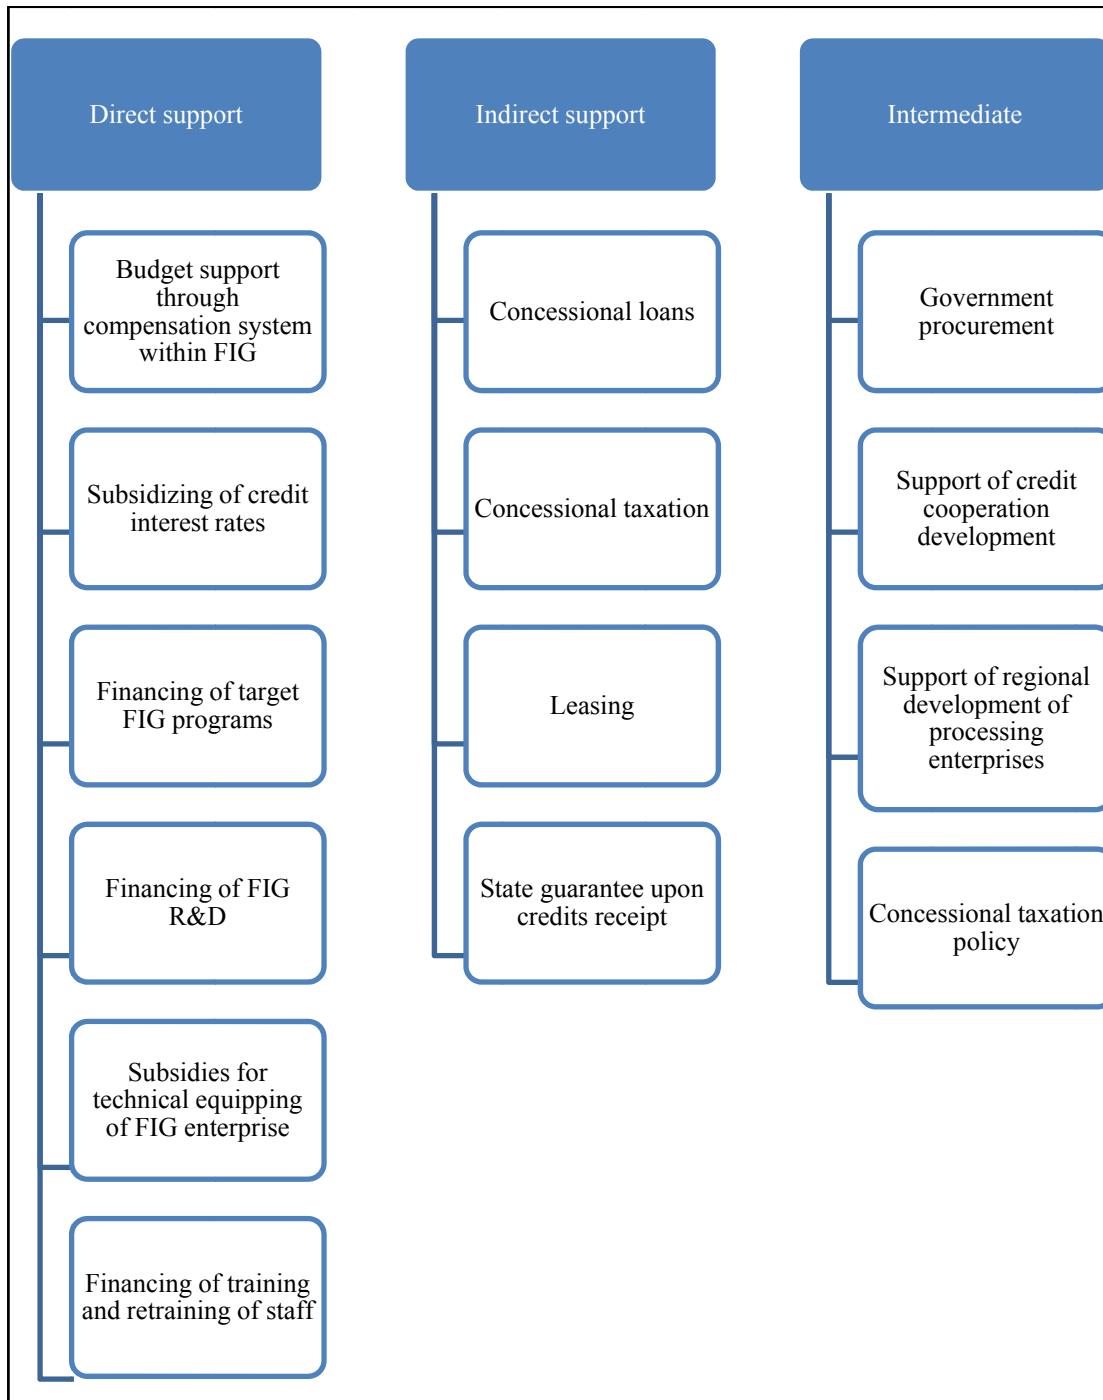 Direct support
Budget support
through
compensation system
within FIG
Subsidizing of credit
interest rates
Financing of target
FIG programs
Financing of FIG
R&D
Subsidies for
technical equipping
of FIG enterprise
Financing of training
and retraining of staff
Indirect support
Concessional loans
Concessional taxation
Leasing
State guarantee upon
credits receipt
Intermediate
Government
procurement
Support of credit
cooperation
development
Support of regional
development of
processing
enterprises
Concessional taxation
policy